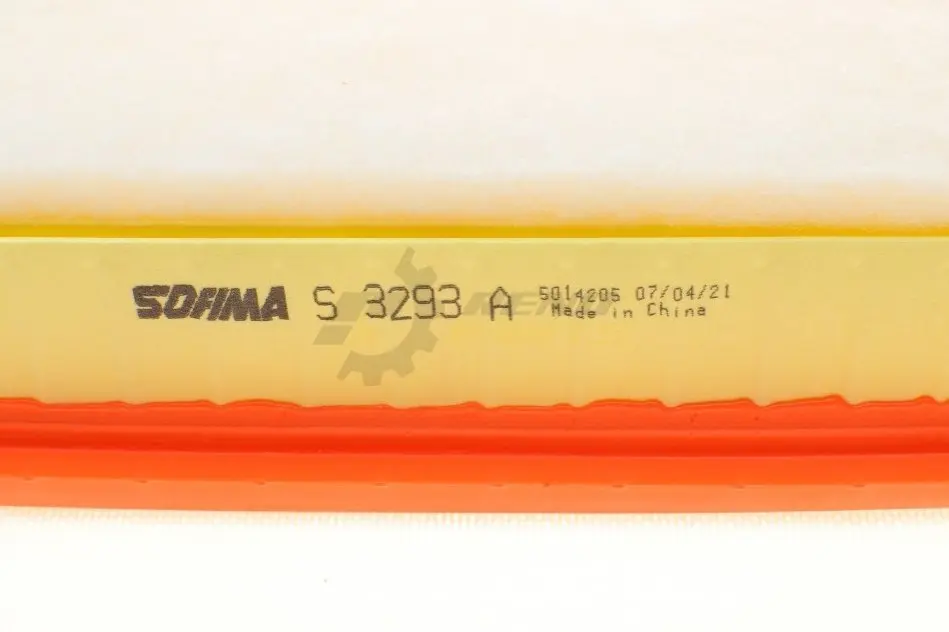 SOFIMA S 3293 A 5014205 07/04/21
Made in China